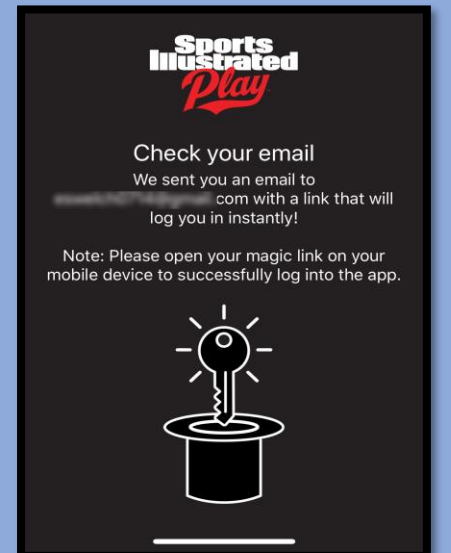 Sports
Illustrated
Play
Check your email
We sent you an email to
.com with a link that will
log you in instantly!
Note: Please open your magic link on your
mobile device to successfully log into the app.